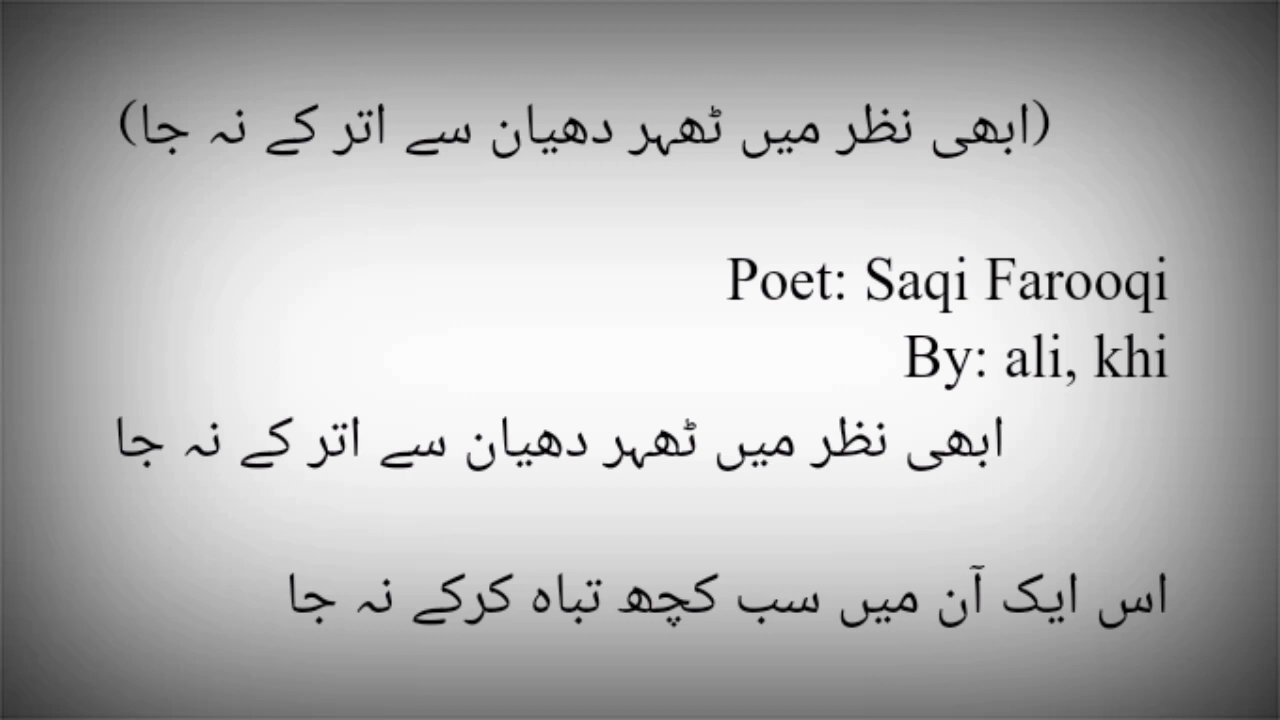 (ابھی نظر میں ٹھہر دھیان سے اتر کے نہ جا)
Poet: Saqi Farooqi
By: ali, khi
ابھی نظر میں ٹھہر دھیان سے اتر کے نہ جا
اس ایک آن میں سب کچھ تباہ کرکے نہ جا